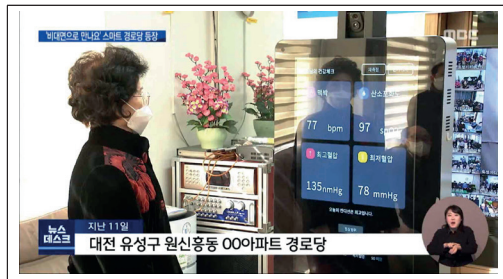 '비대면으로 만나요' 스마트 경로당 등장
mbc
맥박
산소포화도
77 bpm
97
최고혈압
최저혈압
135mmHg
78 mmHg
뉴스
데스크
지난 11일
대전 유성구 원신흥동 OO아파트 경로당